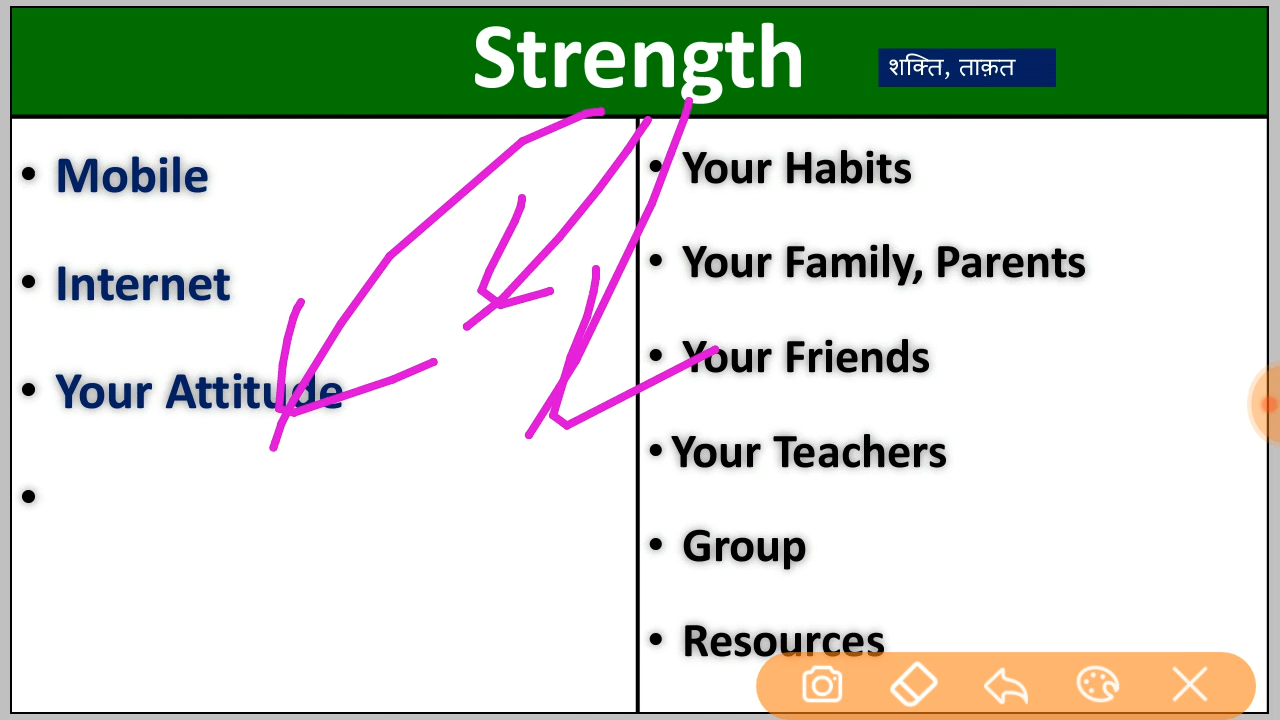 Strength
शक्ति, ताक़त
• Mobile
• Internet
• Your Attitude
•
• Your Habits
• Your Family, Parents
• Your Friends
• Your Teachers
• Group
• Resources